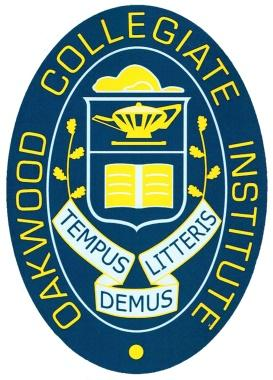 OAKWOOD COLLEGIATE INSTITUTE
TEMPUS
LITTERIS
DEMUS